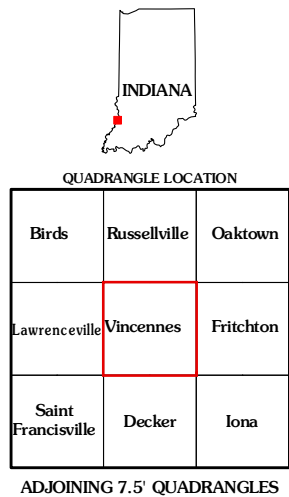 INDIANA
QUADRANGLE LOCATION
Birds Russellville Oaktown
Lawrenceville Vincennes Fritchton
Saint
Francisville Decker Iona
ADJOINING 7.5' QUADRANGLES